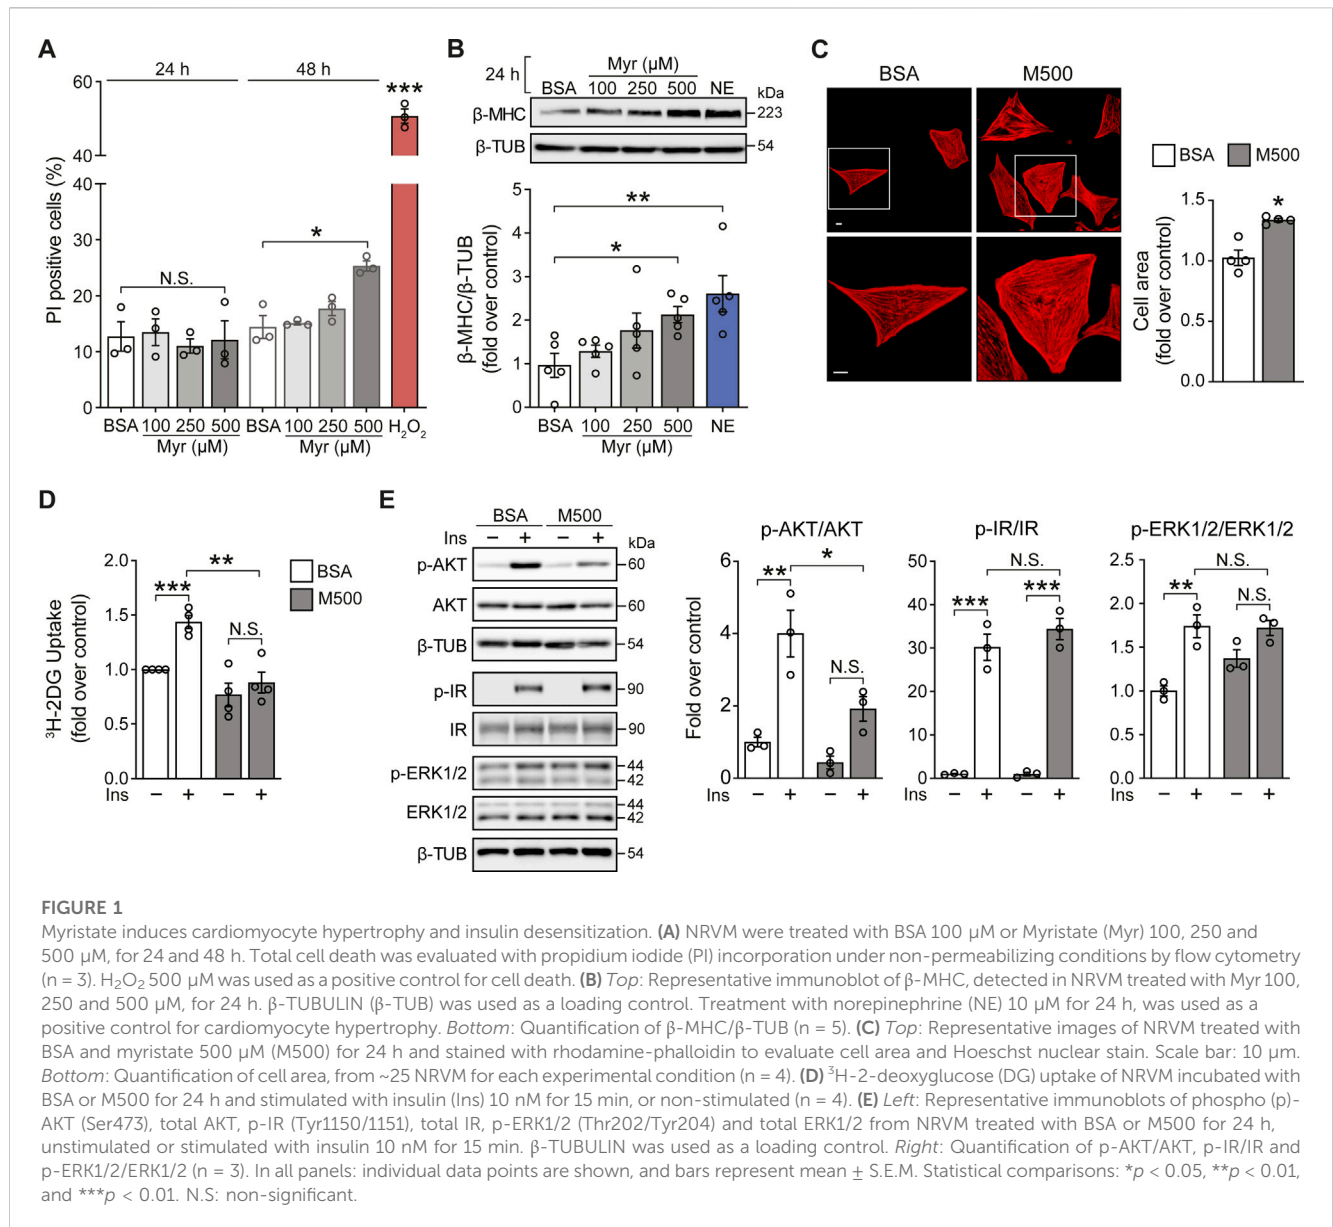 A
24 h
48 h
***
60
40
40
30
20
10
0
PI positive cells (%)
N.S.
*
BSA 100 250 500 BSA 100 250 500 H₂O₂
Myr (µM)
Myr (µM)
B
24 h
Myr (µM)
BSA 100 250 500 NE kDa
β-MHC 223
β-TUB 54
5
4
3
2
1
0
β-MHC/β-TUB
(fold over control)
**
*
BSA 100 250 500 NE
Myr (µM)
C
BSA
M500
BSA
M500
1.5
1.0
0.5
0.0
Cell area
(fold over control)
*
D
2.0
1.5
1.0
0.5
0.0
³H-2DG Uptake
(fold over control)
***
**
N.S.
BSA
M500
Ins − + − +
E
BSA M500
Ins − + − + kDa
p-AKT 60
AKT 60
β-TUB 54
p-IR 90
IR 90
p-ERK1/2 44
42
ERK1/2 44
42
β-TUB 54
p-AKT/AKT
Fold over control
6
4
2
0
**
*
N.S.
Ins − + − +
p-IR/IR
50
40
30
20
10
0
N.S.
***
***
− + − +
p-ERK1/2/ERK1/2
2.5
2.0
1.5
1.0
0.5
0.0
N.S.
**
N.S.
Ins − + − +
FIGURE 1
Myristate induces cardiomyocyte hypertrophy and insulin desensitization. (A) NRVM were treated with BSA 100 µM or Myristate (Myr) 100, 250 and
500 µM, for 24 and 48 h. Total cell death was evaluated with propidium iodide (PI) incorporation under non-permeabilizing conditions by flow cytometry
(n = 3). H₂O₂ 500 µM was used as a positive control for cell death. (B) Top: Representative immunoblot of β-MHC, detected in NRVM treated with Myr 100,
250 and 500 µM, for 24 h. β-TUBULIN (β-TUB) was used as a loading control. Treatment with norepinephrine (NE) 10 µM for 24 h, was used as a
positive control for cardiomyocyte hypertrophy. Bottom: Quantification of β-MHC/β-TUB (n = 5). (C) Top: Representative images of NRVM treated with
BSA and myristate 500 µM (M500) for 24 h and stained with rhodamine-phalloidin to evaluate cell area and Hoeschst nuclear stain. Scale bar: 10 µm.
Bottom: Quantification of cell area, from ~25 NRVM for each experimental condition (n = 4). (D) ³H-2-deoxyglucose (DG) uptake of NRVM incubated with
BSA or M500 for 24 h and stimulated with insulin (Ins) 10 nM for 15 min, or non-stimulated (n = 4). (E) Left: Representative immunoblots of phospho (p)-
AKT (Ser473), total AKT, p-IR (Tyr1150/1151), total IR, p-ERK1/2 (Thr202/Tyr204) and total ERK1/2 from NRVM treated with BSA or M500 for 24 h,
unstimulated or stimulated with insulin 10 nM for 15 min. β-TUBULIN was used as a loading control. Right: Quantification of p-AKT/AKT, p-IR/IR and
p-ERK1/2/ERK1/2 (n = 3). In all panels: individual data points are shown, and bars represent mean ± S.E.M. Statistical comparisons: *p < 0.05, **p < 0.01,
and ***p < 0.01. N.S: non-significant.